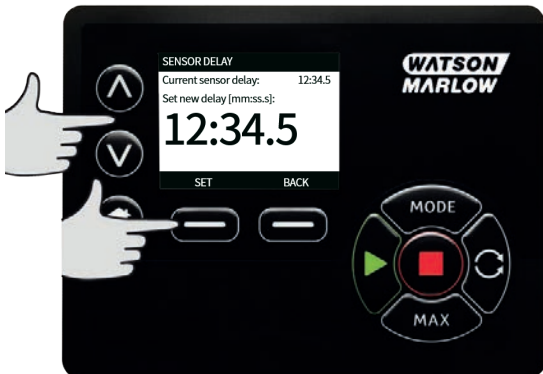 SENSOR DELAY
Current sensor delay: 12:34.5
Set new delay [mm:ss.s]:
12:34.5
SET BACK
WATSON
MARLOW
MODE
MAX